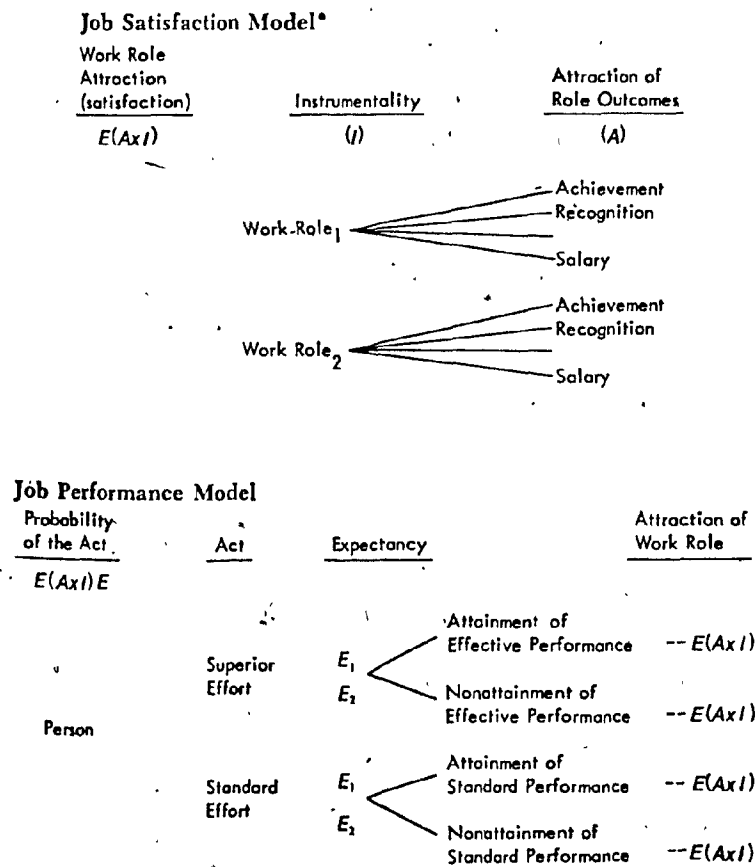 Job Satisfaction Model*
Work Role
Attraction
(satisfaction)
Instrumentality
Attraction of
Role Outcomes
E(AxI)
(I)
(A)
Work-Role1
Achievement
Recognition
Salary
Work Role2
Achievement
Recognition
Salary
Job Performance Model
Probability
of the Act
Act
Expectancy
Attraction of
Work Role
E(AxI)E
Person
Superior
Effort
E1
E2
Attainment of
Effective Performance
--E(AxI)
Nonattainment of
Effective Performance
--E(AxI)
Standard
Effort
E1
E2
Attainment of
Standard Performance
--E(AxI)
Nonattainment of
Standard Performance
--E(AxI)